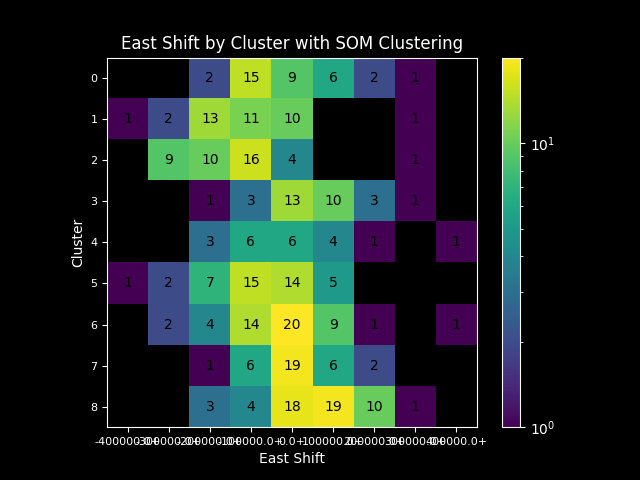 East Shift by Cluster with SOM Clustering
0 2 15 9 6 2 1
1 1 2 13 11 10 1
2 9 10 16 4 1
3 1 3 13 10 3 1
4 3 6 6 4 1 1
5 1 2 7 15 14 5
6 2 4 14 20 9 1 1
7 1 6 19 6 2
8 3 4 18 19 10 1
Cluster
0.0+
East Shift
10^1
10^0